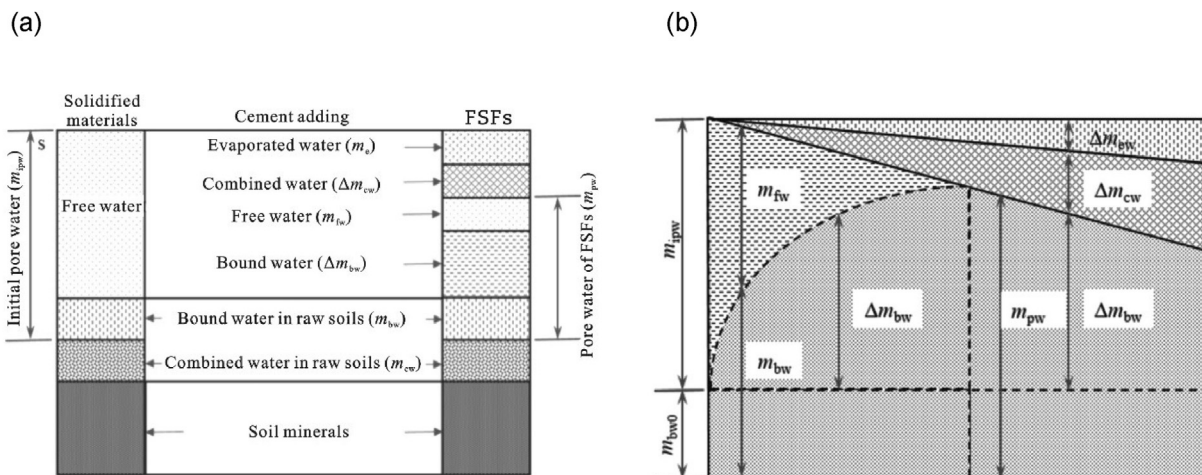 (a)
(b)
Solidified
materials
Cement adding
FSFs
s
Initial pore water (m_ipw)
Free water
Evaporated water (m_e)
Combined water (Δm_cw)
Free water (m_fw)
Bound water (Δm_bw)
Bound water in raw soils (m_bw)
Combined water in raw soils (m_cw)
Soil minerals
Pore water of FSFs (m_pw)
m_ipw
m_bw0
m_fw
m_bw
Δm_bw
m_pw
Δm_ew
Δm_cw
Δm_bw